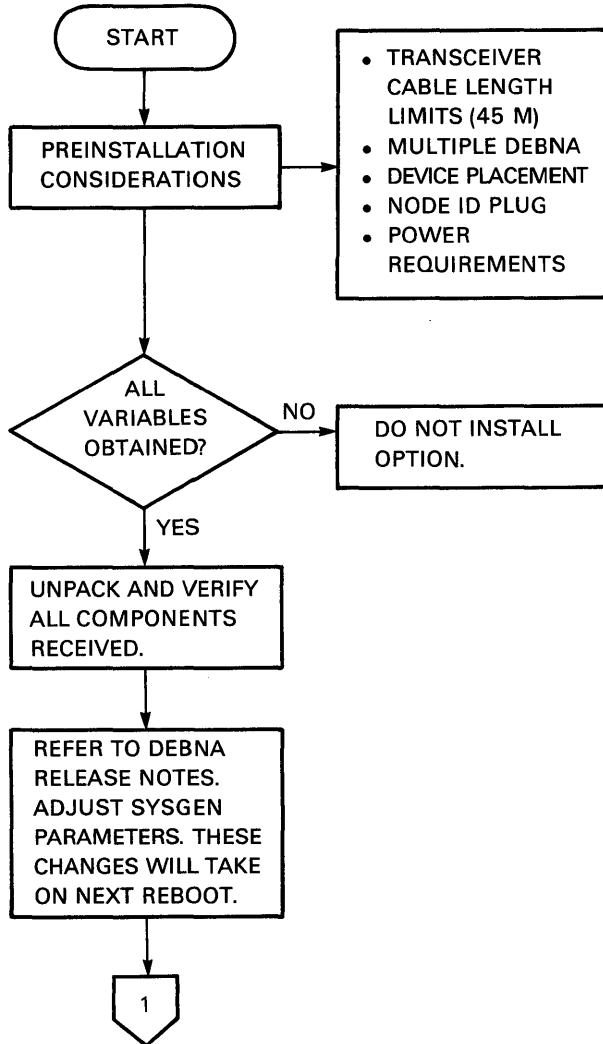 START
PREINSTALLATION
CONSIDERATIONS
• TRANSCEIVER
CABLE LENGTH
LIMITS (45 M)
• MULTIPLE DEBNA
• DEVICE PLACEMENT
• NODE ID PLUG
• POWER
REQUIREMENTS
ALL
VARIABLES
OBTAINED?
NO
DO NOT INSTALL
OPTION.
YES
UNPACK AND VERIFY
ALL COMPONENTS
RECEIVED.
REFER TO DEBNA
RELEASE NOTES.
ADJUST SYSGEN
PARAMETERS. THESE
CHANGES WILL TAKE
ON NEXT REBOOT.
1